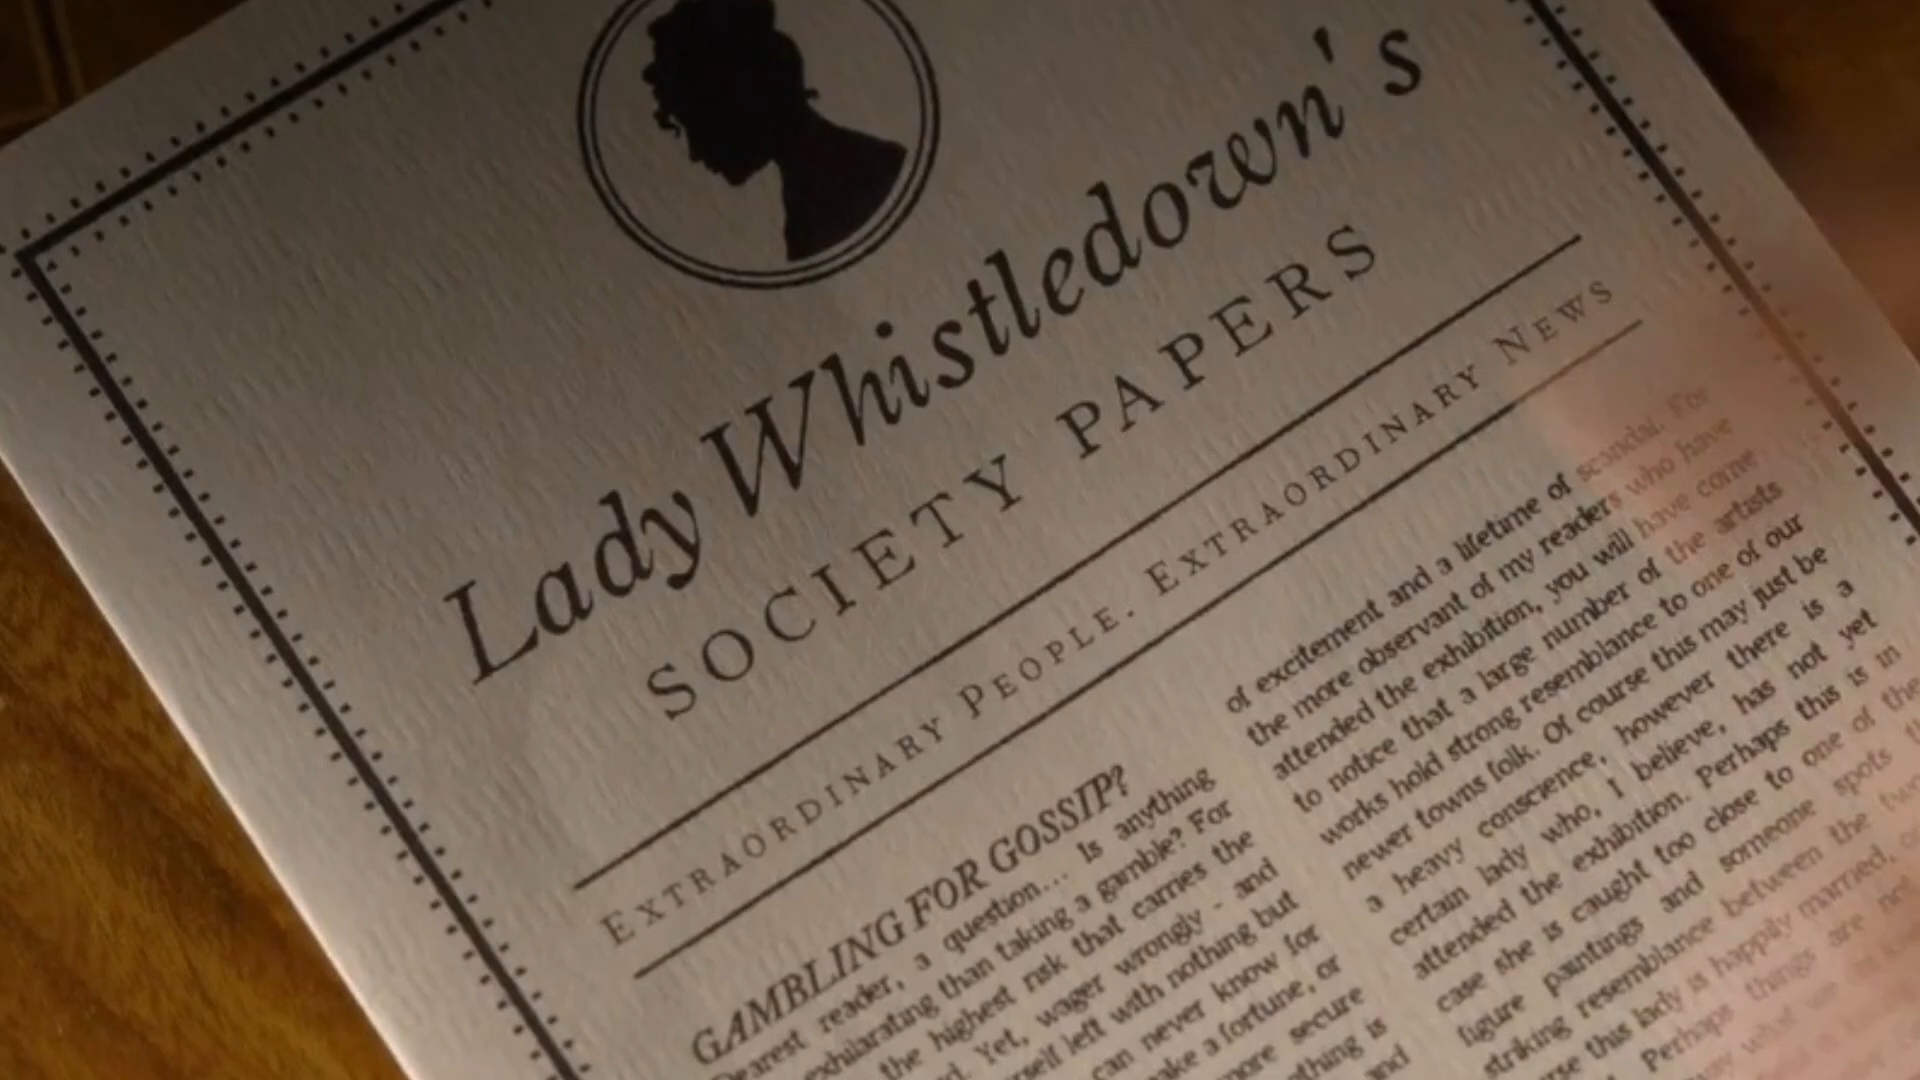 Lady Whistledown's
SOCIETY PAPERS
EXTRAORDINARY PEOPLE. EXTRAORDINARY NEWS
GAMBLING FOR GOSSIP?
Dearest reader, a question... Is anything
exhilarating than taking a gamble? For
the highest risk that carries the
Yet, wager wrongly - and
left with nothing but
can never know for
make a fortune, or
more secure
is
and
of excitement and a lifetime of scandal. For
the more observant of my readers who have
attended the exhibition, you will have come
to notice that a large number of the artists
works hold strong resemblance to one of our
newer towns folk. Of course this may just be
a heavy conscience, however there is a
certain lady who, I believe, has not yet
attended the exhibition. Perhaps this is in
case she is caught too close to one of the
figure paintings and someone spots
striking resemblance between the two
this lady is happily married,
Perhaps things are not